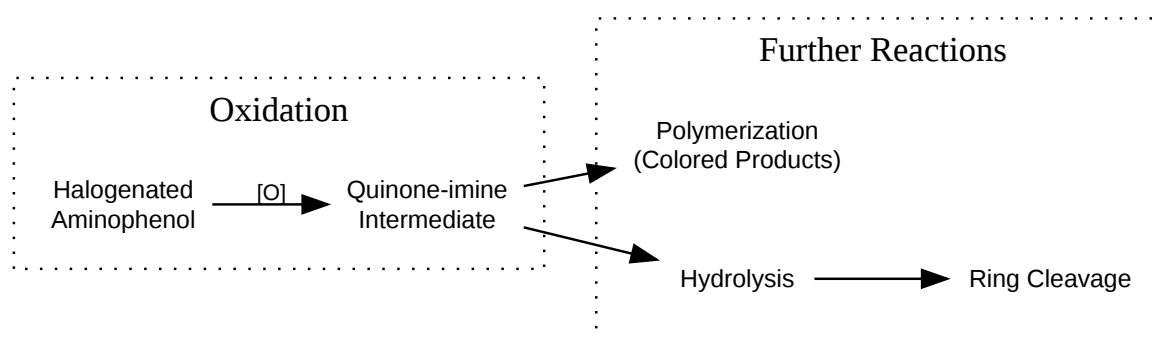 Further Reactions
Oxidation
Polymerization
(Colored Products)
Halogenated
Aminophenol
[O]
Quinone-imine
Intermediate
Hydrolysis
Ring Cleavage